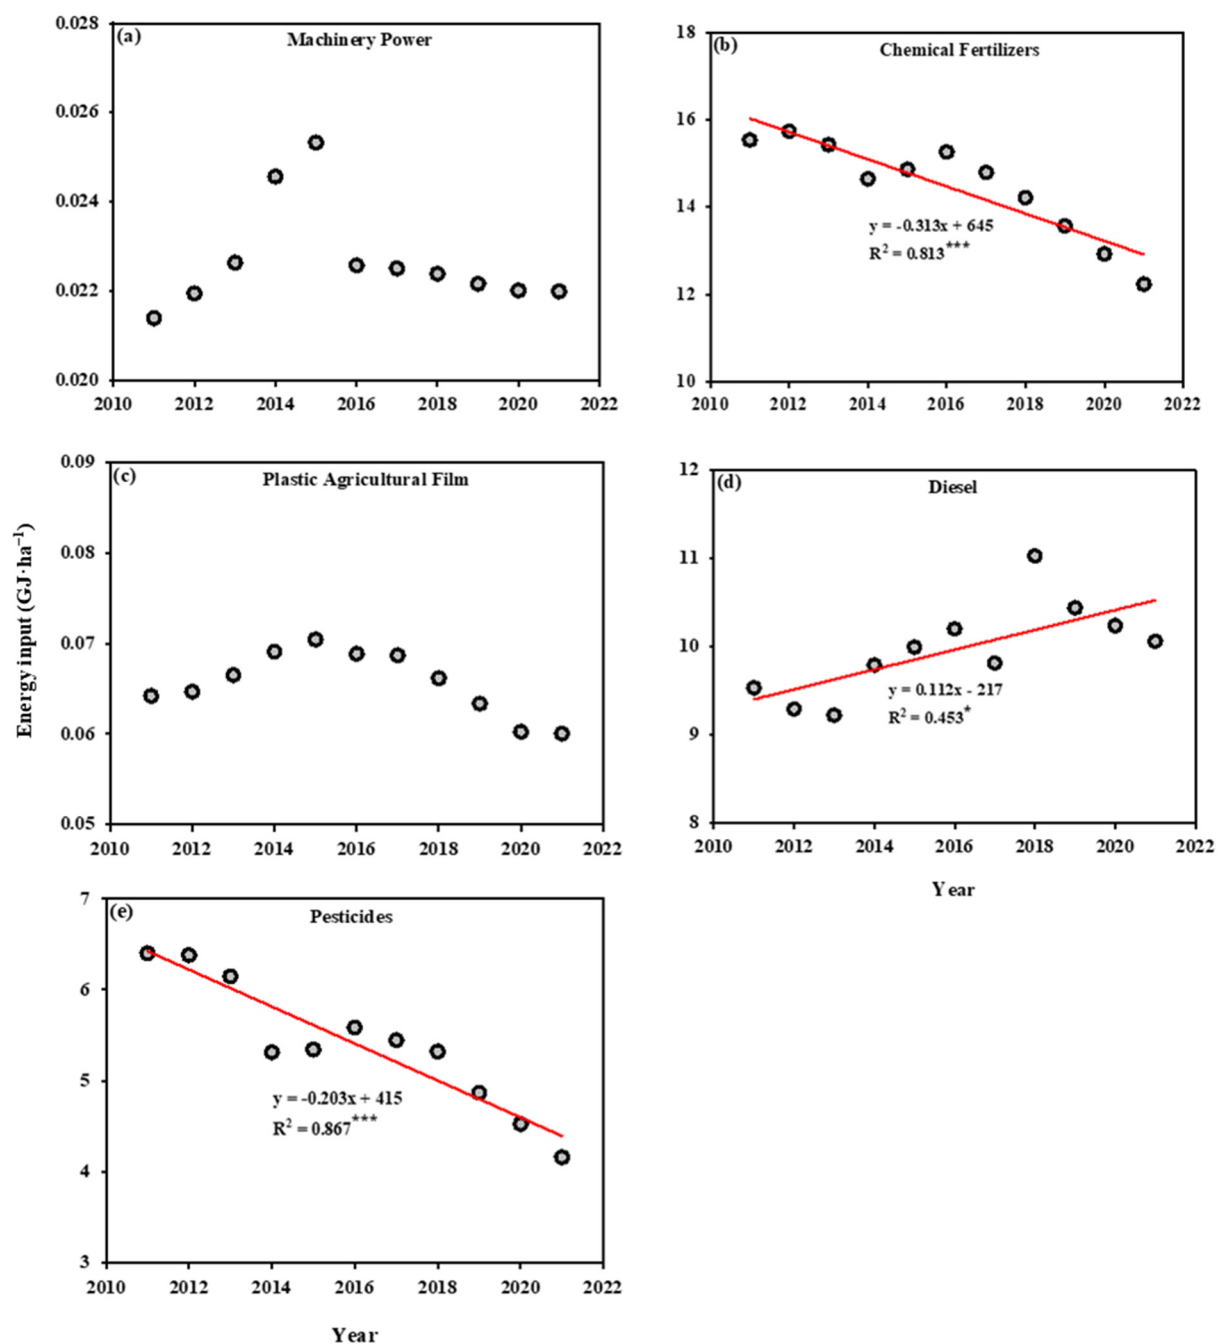 (a)
Machinery Power
0.028
0.026
0.024
0.022
0.020
2010 2012 2014 2016 2018 2020 2022
(b)
Chemical Fertilizers
18
16
14
12
10
y = -0.313x + 645
R² = 0.813***
2010 2012 2014 2016 2018 2020 2022
Energy input (GJ·ha⁻¹)
(c)
Plastic Agricultural Film
0.09
0.08
0.07
0.06
0.05
2010 2012 2014 2016 2018 2020 2022
(d)
Diesel
12
11
10
9
8
y = 0.112x - 217
R² = 0.453*
2010 2012 2014 2016 2018 2020 2022
Year
(e)
Pesticides
7
6
5
4
3
y = -0.203x + 415
R² = 0.867***
2010 2012 2014 2016 2018 2020 2022
Year